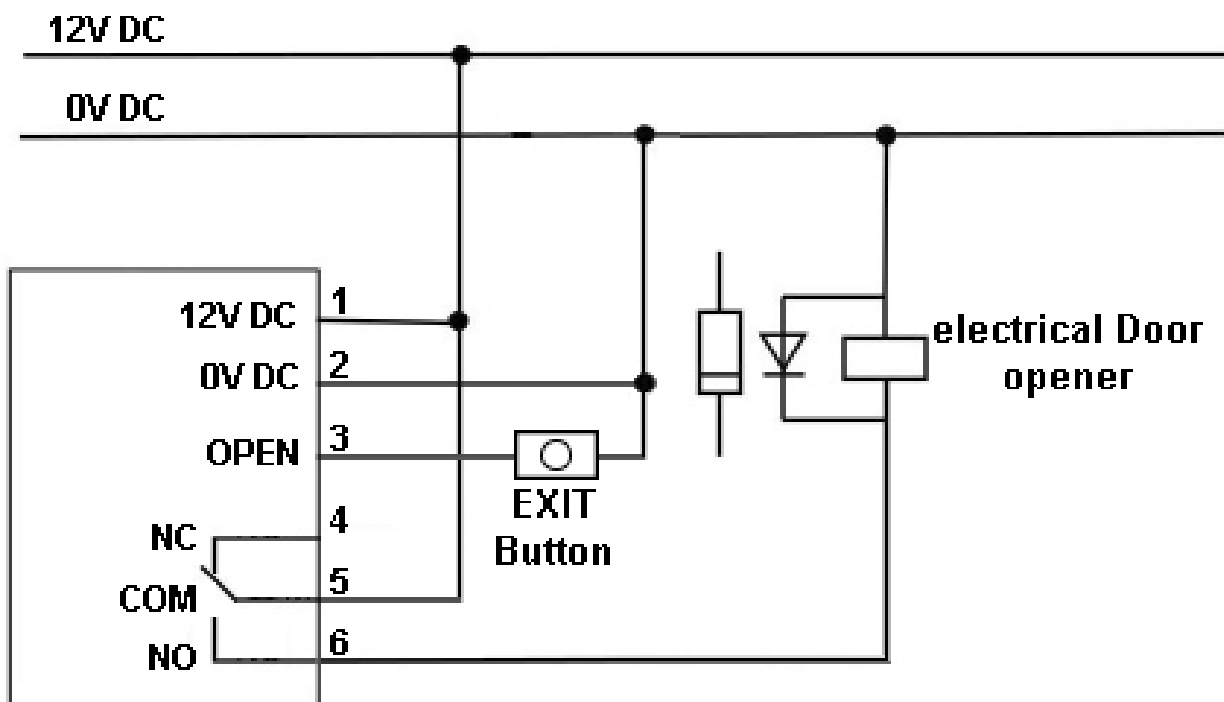 12V DC
0V DC
12V DC 1
0V DC 2
OPEN 3
NC 4
COM 5
NO 6
EXIT
Button
electrical Door
opener